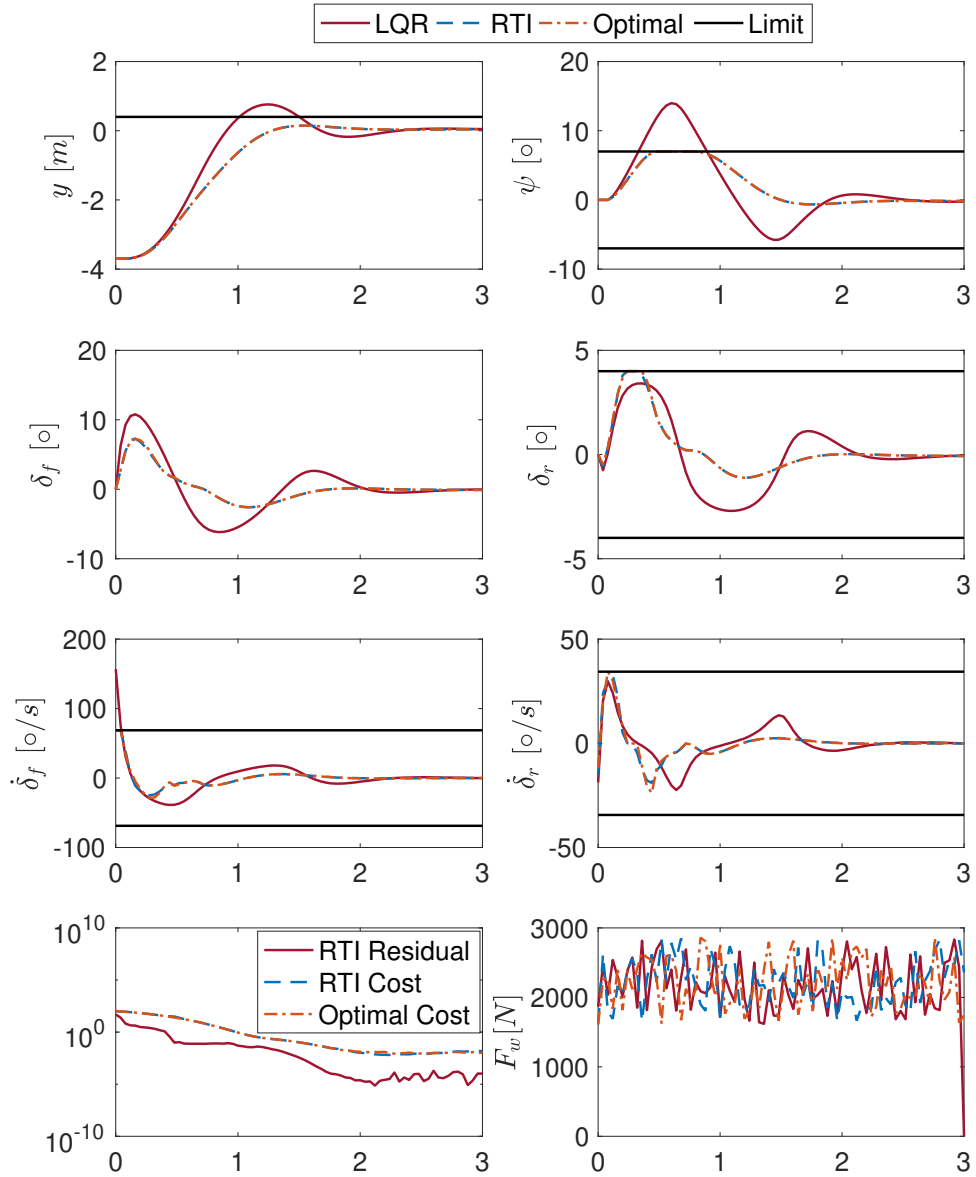 LQR RTI Optimal Limit
2
0
-2
-4
y [m]
0 1 2 3
20
10
0
-10
ψ [∘]
0 1 2 3
20
10
0
-10
δ_f [∘]
0 1 2 3
5
0
-5
δ_r [∘]
0 1 2 3
200
100
0
-100
δ̇_f [∘/s]
0 1 2 3
50
0
-50
δ̇_r [∘/s]
0 1 2 3
10^10
10^0
10^-10
RTI Residual
RTI Cost
Optimal Cost
0 1 2 3
3000
2000
1000
0
F_w[N]
0 1 2 3